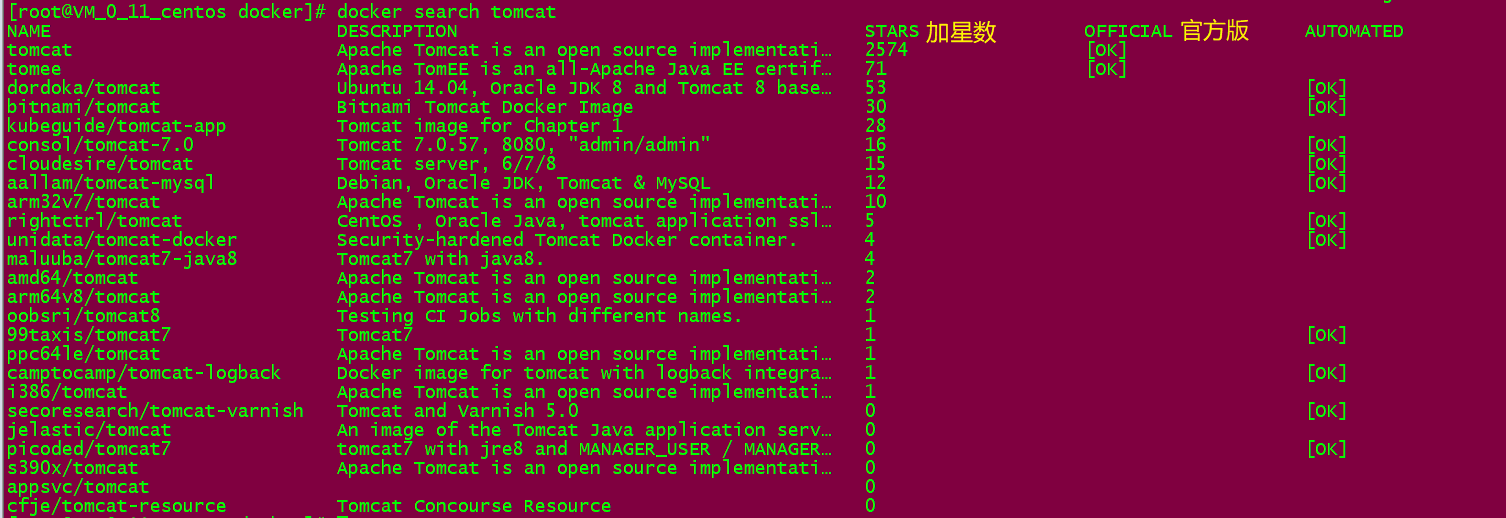 [root@VM_0_11_centos docker]# docker search tomcat
NAME DESCRIPTION STARS 加星数 OFFICIAL 官方版 AUTOMATED
tomcat Apache Tomcat is an open source implementati… 2574 [OK]
tomee Apache TomEE is an all-Apache Java EE certif… 71 [OK]
dordoka/tomcat Ubuntu 14.04, Oracle JDK 8 and Tomcat 8 base… 53 [OK]
bitnami/tomcat Bitnami Tomcat Docker Image 30 [OK]
kubeguide/tomcat-app Tomcat image for Chapter 1 28
consol/tomcat-7.0 Tomcat 7.0.57, 8080, "admin/admin" 16 [OK]
cloudesire/tomcat Tomcat server, 6/7/8 15 [OK]
aallam/tomcat-mysql Debian, Oracle JDK, Tomcat & MySQL 12 [OK]
arm32v7/tomcat Apache Tomcat is an open source implementati… 10
rightctrl/tomcat CentOS , Oracle Java, tomcat application ssl… 5 [OK]
unidata/tomcat-docker Security-hardened Tomcat Docker container. 4 [OK]
maluuba/tomcat7-java8 Tomcat7 with java8. 4
amd64/tomcat Apache Tomcat is an open source implementati… 2
arm64v8/tomcat Apache Tomcat is an open source implementati… 2
oobsri/tomcat8 Testing CI Jobs with different names. 1
99taxis/tomcat7 Tomcat7 1 [OK]
ppc64le/tomcat Apache Tomcat is an open source implementati… 1
camptocamp/tomcat-logback Docker image for tomcat with logback integra… 1 [OK]
i386/tomcat Apache Tomcat is an open source implementati… 1
secoresearch/tomcat-varnish Tomcat and Varnish 5.0 0 [OK]
jelastic/tomcat An image of the Tomcat Java application serv… 0
picoded/tomcat7 tomcat7 with jre8 and MANAGER_USER / MANAGER… 0 [OK]
s390x/tomcat Apache Tomcat is an open source implementati… 0
appsvc/tomcat 0
cfje/tomcat-resource Tomcat Concourse Resource 0